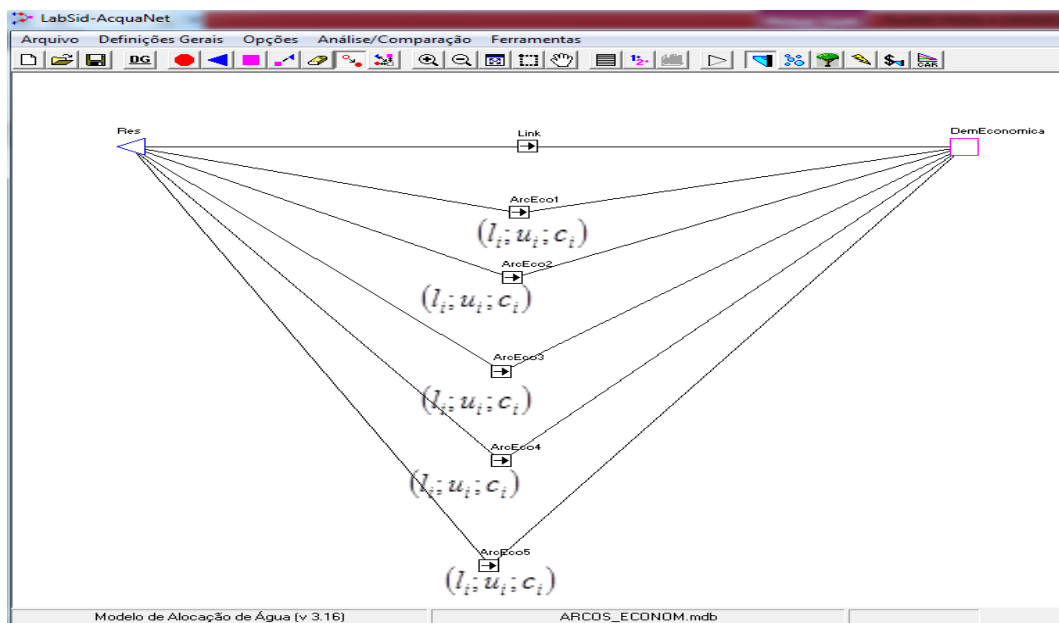 LabSid-AcquaNet
Arquivo Definições Gerais Opções Análise/Comparação Ferramentas
DG
CAR
Res
Link
DemEconomica
ArcEco1
(l_i; u_i; c_i)
ArcEco2
(l_i; u_i; c_i)
ArcEco3
(l_i; u_i; c_i)
ArcEco4
(l_i; u_i; c_i)
ArcEco5
(l_i; u_i; c_i)
Modelo de Alocação de Água (v 3.16)
ARCOS_ECONOM.mdb